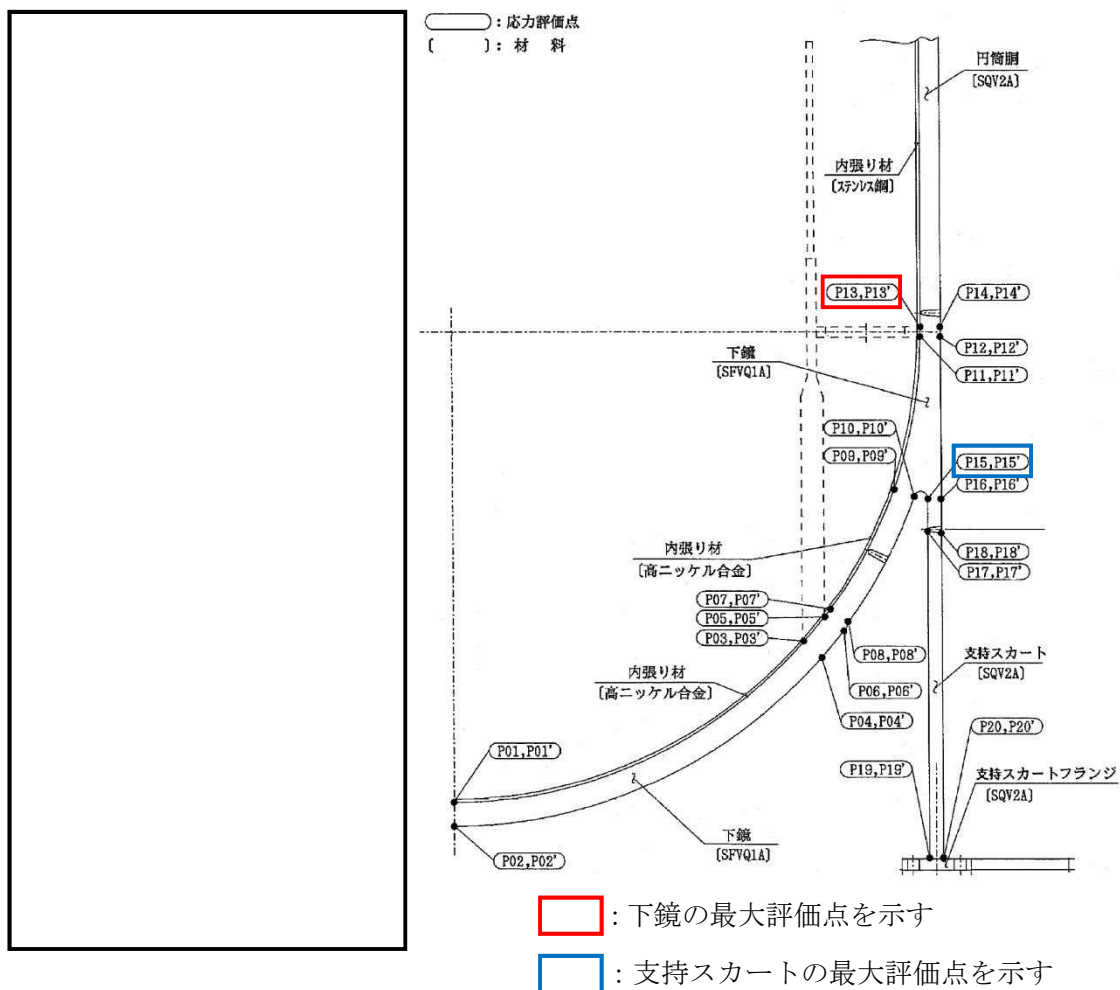 ：応力評価点
〔　　〕：材　料
円筒胴
〔SQV2A〕
内張り材
〔ステンレス鋼〕
P13,P13'
P14,P14'
下鏡
〔SFVQ1A〕
P12,P12'
P11,P11'
P10,P10'
P09,P09'
P15,P15'
P16,P16'
内張り材
〔高ニッケル合金〕
P18,P18'
P17,P17'
P07,P07'
P05,P05'
P03,P03'
P08,P08'
支持スカート
〔SQV2A〕
内張り材
〔高ニッケル合金〕
P06,P06'
P04,P04'
P20,P20'
P01,P01'
P19,P19'
支持スカートフランジ
〔SQV2A〕
下鏡
〔SFVQ1A〕
P02,P02'
：下鏡の最大評価点を示す
：支持スカートの最大評価点を示す